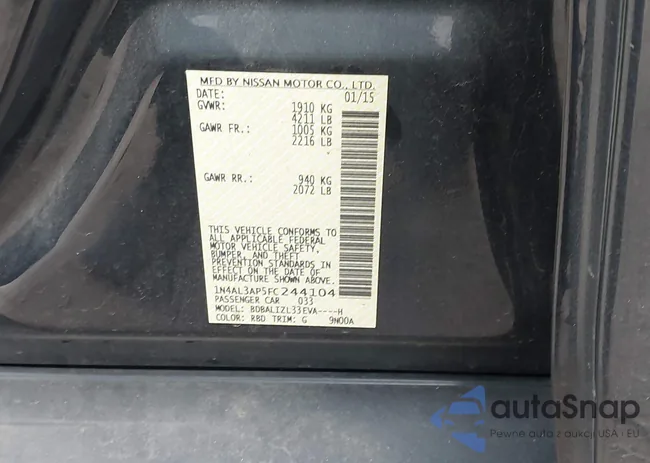 MFD BY NISSAN MOTOR CO., LTD.
DATE: 01/15
GVWR: 1910 KG
4211 LB
GAWR FR.: 1005 KG
2216 LB
GAWR RR.: 940 KG
2072 LB
THIS VEHICLE CONFORMS TO
ALL APPLICABLE FEDERAL
MOTOR VEHICLE SAFETY,
BUMPER, AND THEFT
PREVENTION STANDARDS IN
EFFECT ON THE DATE OF
MANUFACTURE SHOWN ABOVE.
1N4AL3AP5FC244104
PASSENGER CAR 033
MODEL: BDBALIZL33EVA----H
COLOR: RBD TRIM: G 9N00A
autoSnap
Pewne auto z aukcji USA i EU